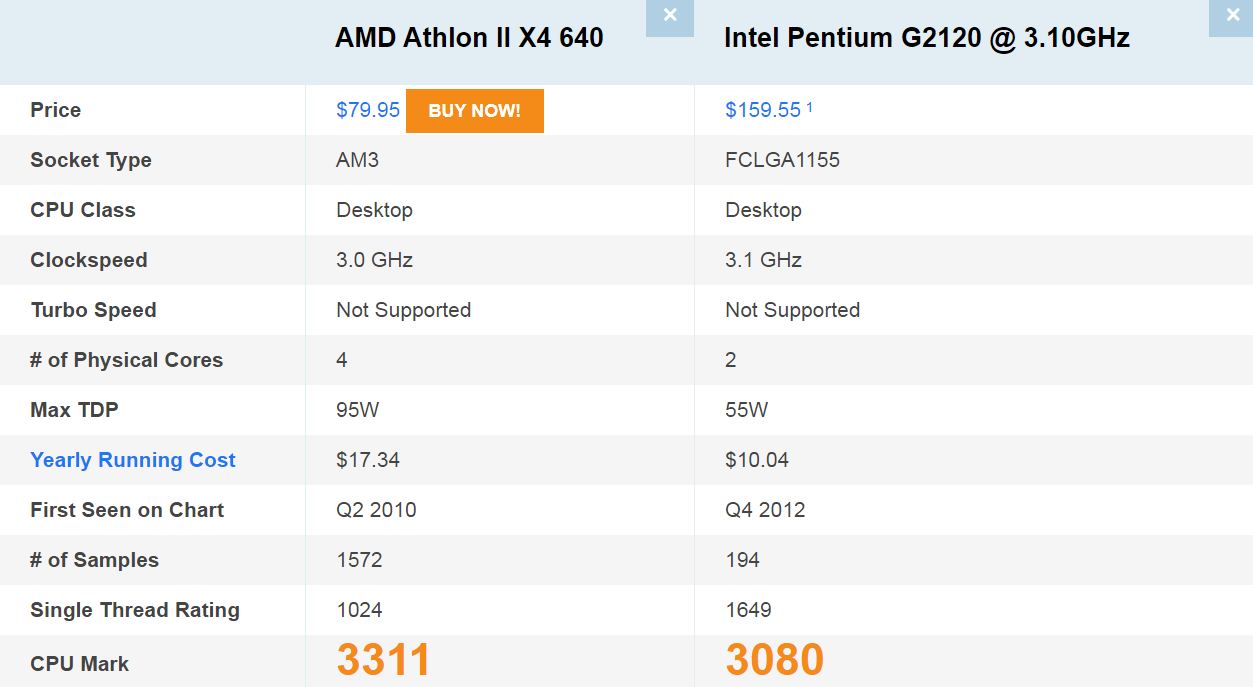 × ×
AMD Athlon II X4 640 Intel Pentium G2120 @ 3.10GHz
Price $79.95 BUY NOW! $159.55 ¹
Socket Type AM3 FCLGA1155
CPU Class Desktop Desktop
Clockspeed 3.0 GHz 3.1 GHz
Turbo Speed Not Supported Not Supported
# of Physical Cores 4 2
Max TDP 95W 55W
Yearly Running Cost $17.34 $10.04
First Seen on Chart Q2 2010 Q4 2012
# of Samples 1572 194
Single Thread Rating 1024 1649
CPU Mark 3311 3080